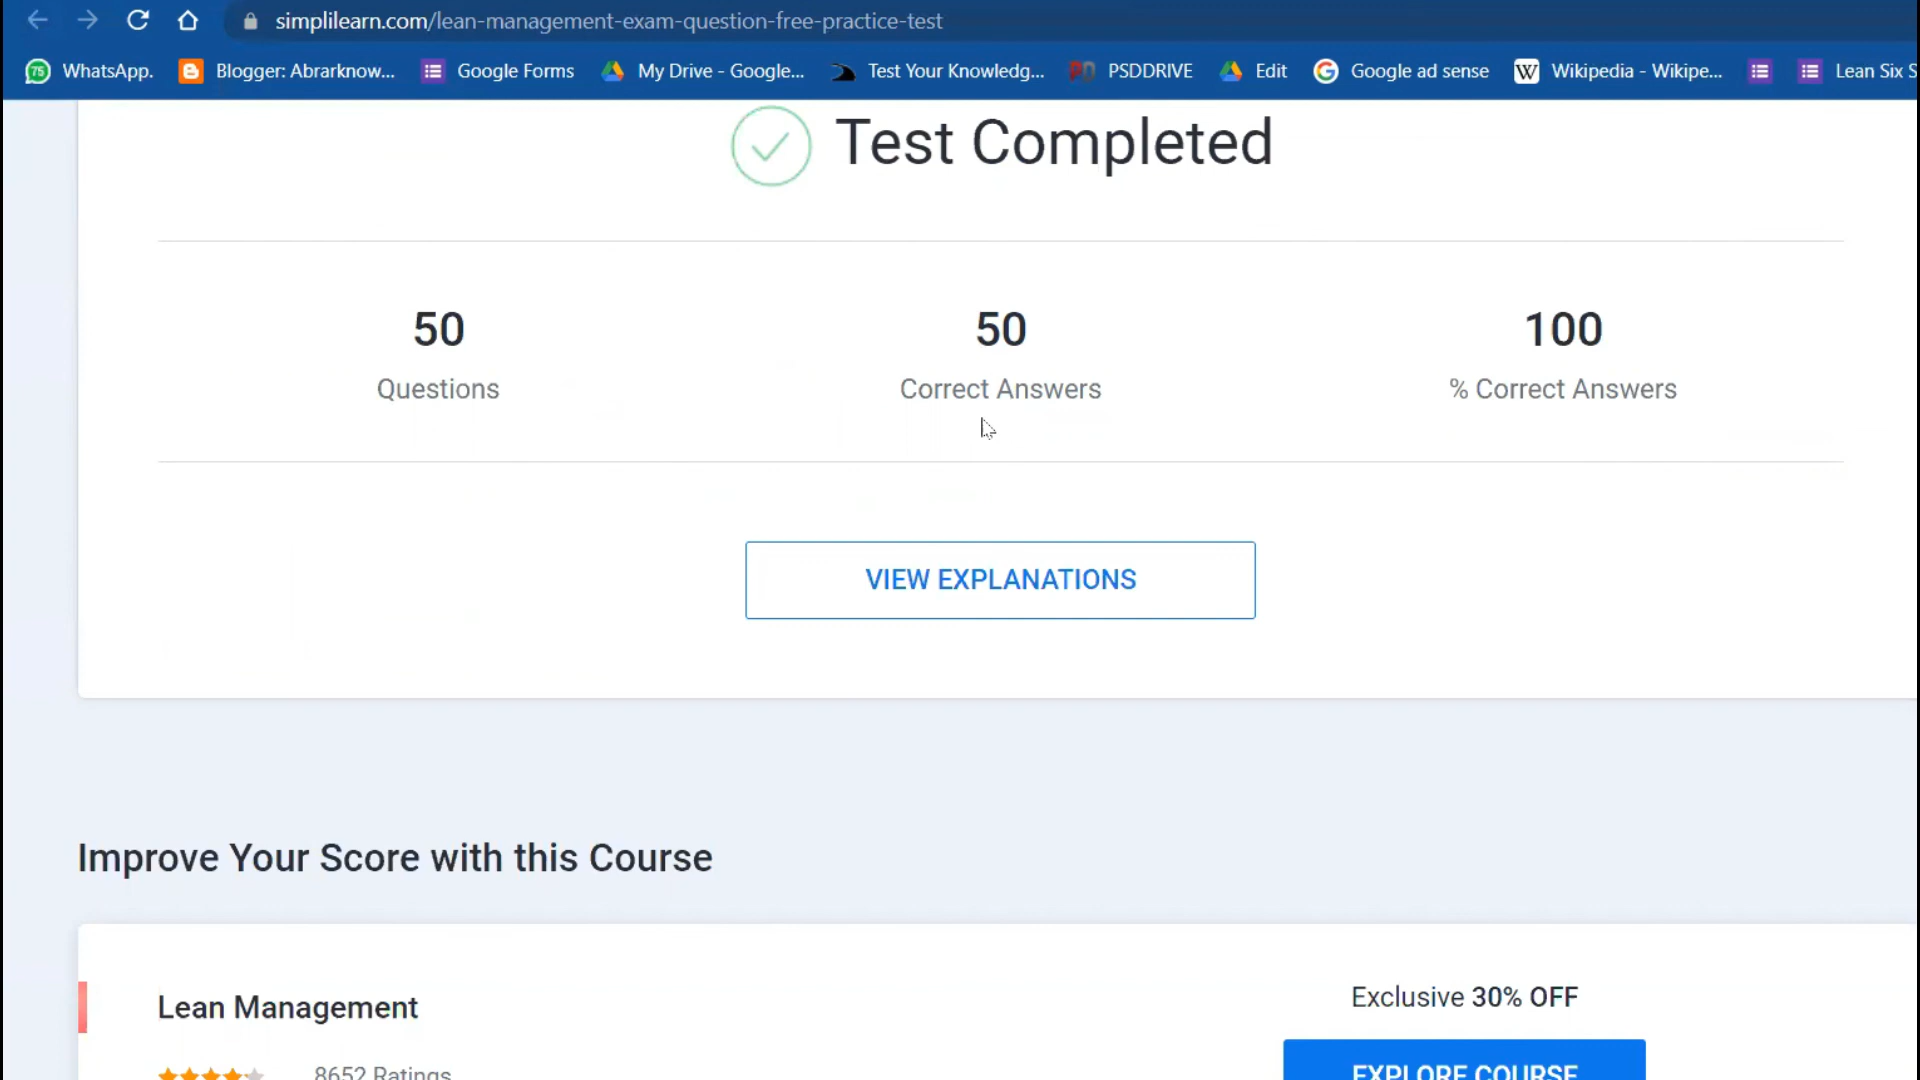 simplilearn.com/lean-management-exam-question-free-practice-test
75 WhatsApp. Blogger: Abrarknow... Google Forms My Drive - Google... Test Your Knowledg... PD PSDDRIVE Edit G Google ad sense W Wikipedia - Wikipe... Lean Six S
Test Completed
50 50 100
Questions Correct Answers % Correct Answers
VIEW EXPLANATIONS
Improve Your Score with this Course
Lean Management
Exclusive 30% OFF
8652 Ratings
EXPLORE COURSE